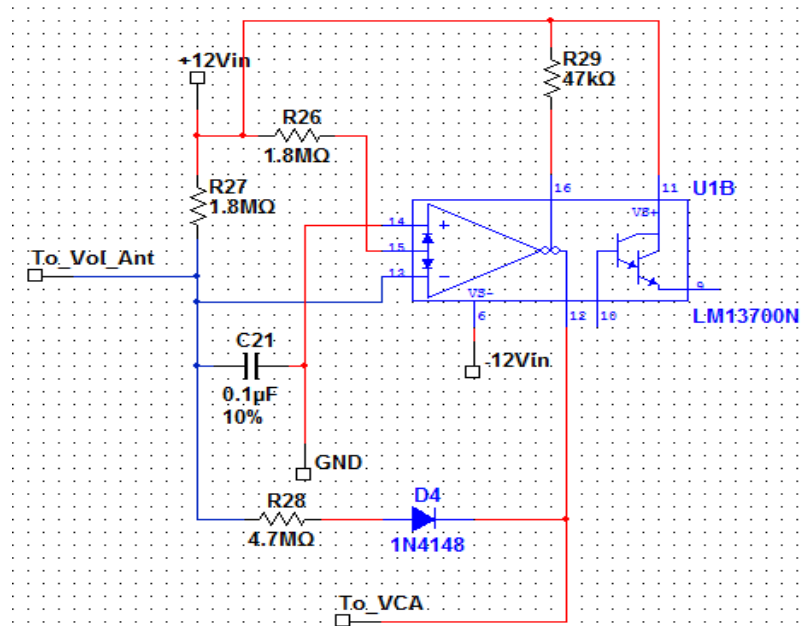 +12Vin
R29
47kΩ
R26
1.8MΩ
R27
1.8MΩ
16
11
U1B
VS+
14
+
15
13
−
To_Vol_Ant
VS-
9
LM13700N
6
12
10
C21
0.1µF
10%
-12Vin
GND
R28
4.7MΩ
D4
1N4148
To_VCA